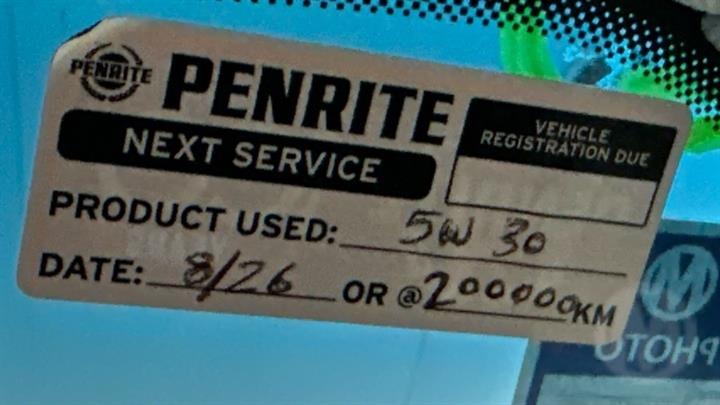 PENRITE PENRITE
NEXT SERVICE
VEHICLE
REGISTRATION DUE
PRODUCT USED: 5W 30
DATE: 8/26 OR @ 200000KM
PHOTO